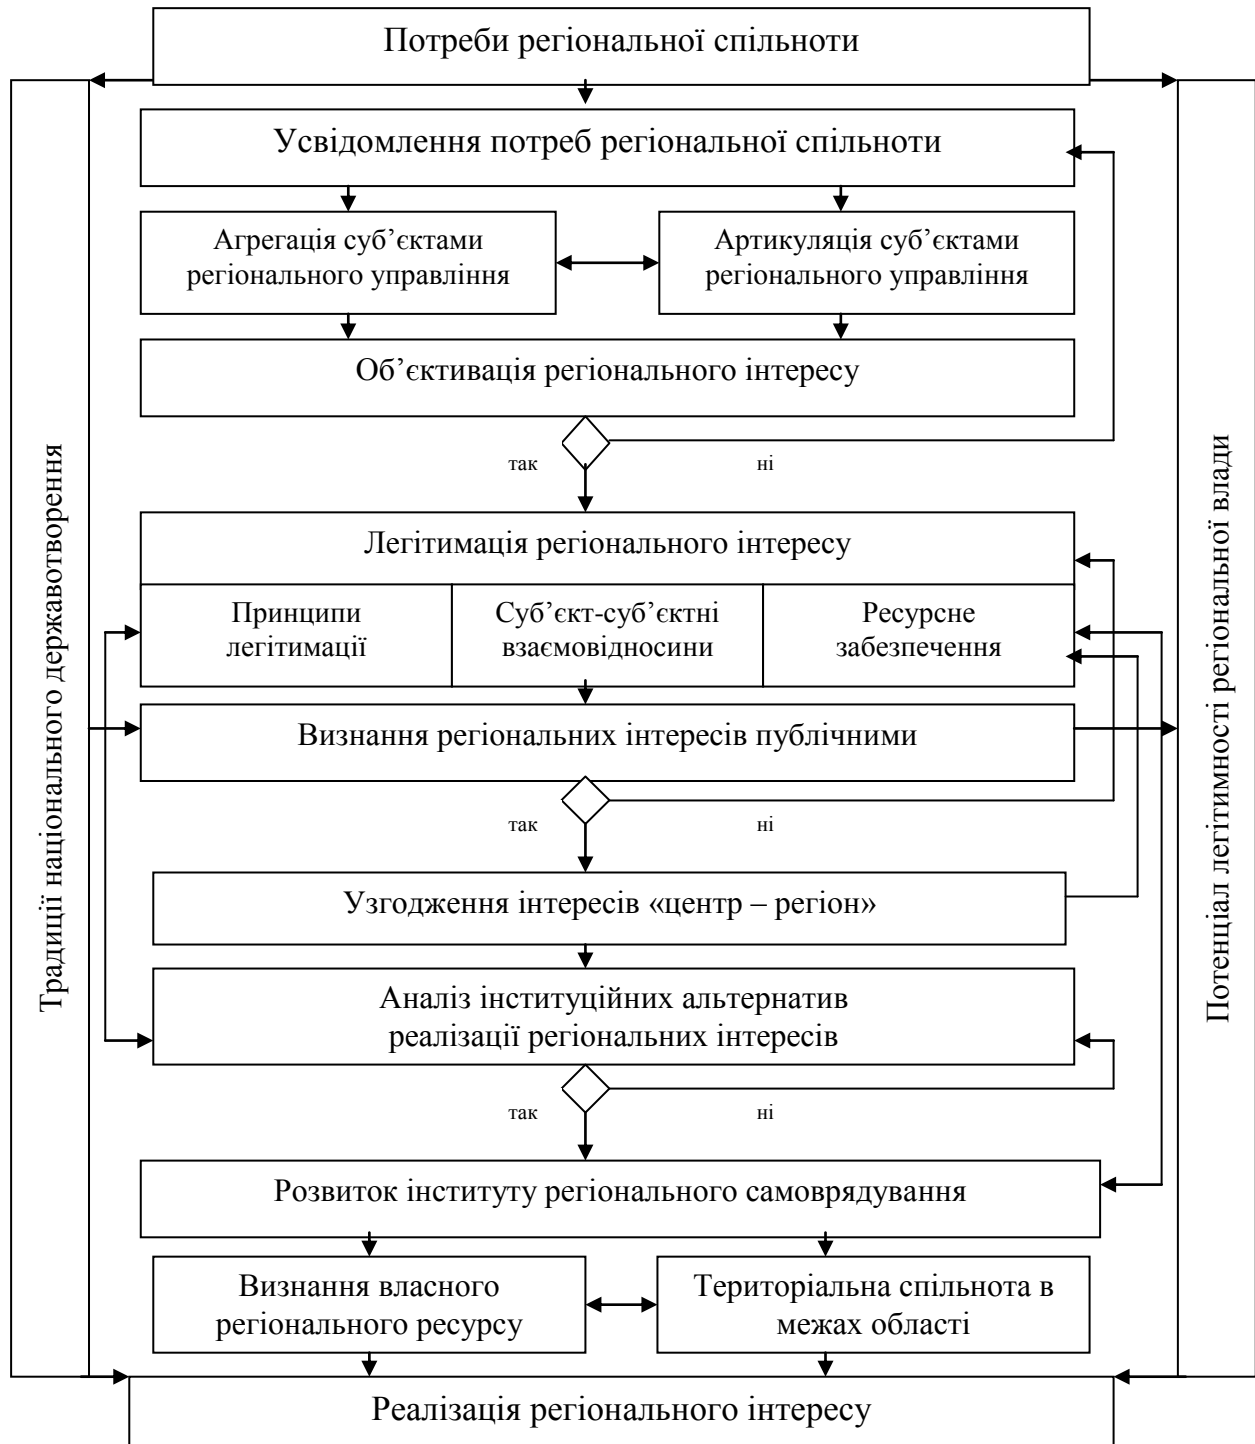 Потреби регіональної спільноти
Усвідомлення потреб регіональної спільноти
Агрегація суб’єктами
регіонального управління
Артикуляція суб’єктами
регіонального управління
Об’єктивація регіонального інтересу
так
ні
Легітимація регіонального інтересу
Принципи
легітимації
Суб’єкт-суб’єктні
взаємовідносини
Ресурсне
забезпечення
Визнання регіональних інтересів публічними
так
ні
Узгодження інтересів «центр – регіон»
Аналіз інституційних альтернатив
реалізації регіональних інтересів
так
ні
Розвиток інституту регіонального самоврядування
Визнання власного
регіонального ресурсу
Територіальна спільнота в
межах області
Реалізація регіонального інтересу
Традиції національного державотворення
Потенціал легітимності регіональної влади